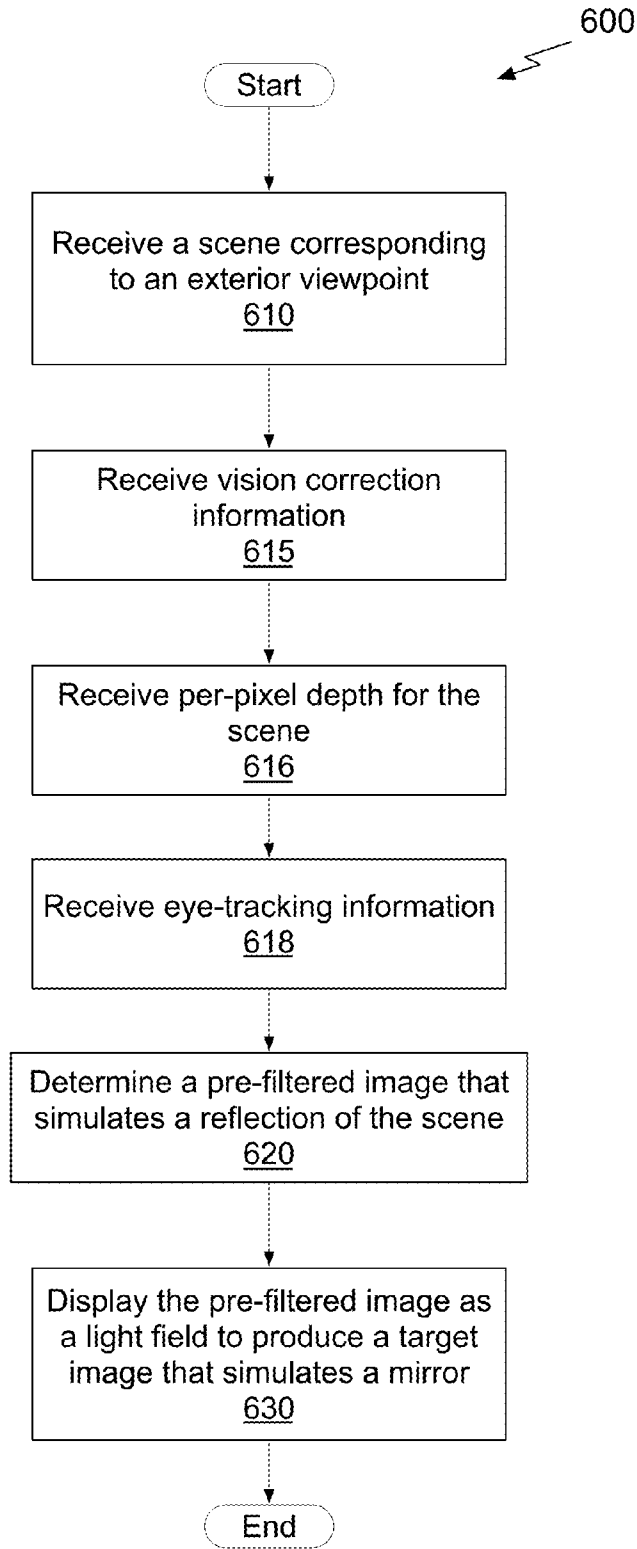 600
Start
Receive a scene corresponding
to an exterior viewpoint
610
Receive vision correction
information
615
Receive per-pixel depth for the
scene
616
Receive eye-tracking information
618
Determine a pre-filtered image that
simulates a reflection of the scene
620
Display the pre-filtered image as
a light field to produce a target
image that simulates a mirror
630
End